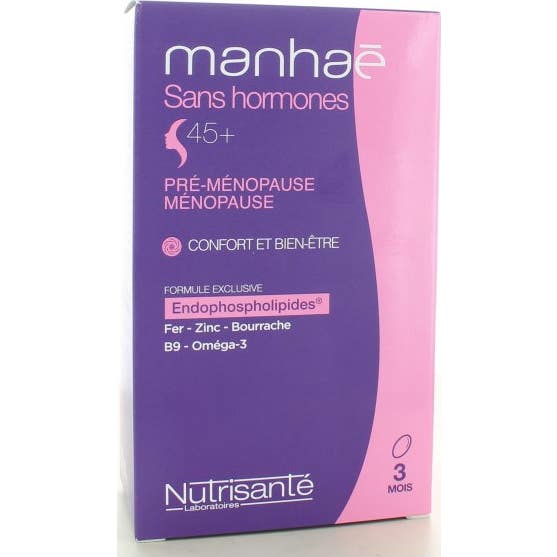 manhaē
Sans hormones
45+
PRÉ-MÉNOPAUSE
MÉNOPAUSE
CONFORT ET BIEN-ÊTRE
FORMULE EXCLUSIVE
Endophospholipides®
Fer - Zinc - Bourrache
B9 - Oméga-3
3
MOIS
Nutrisanté
Laboratoires